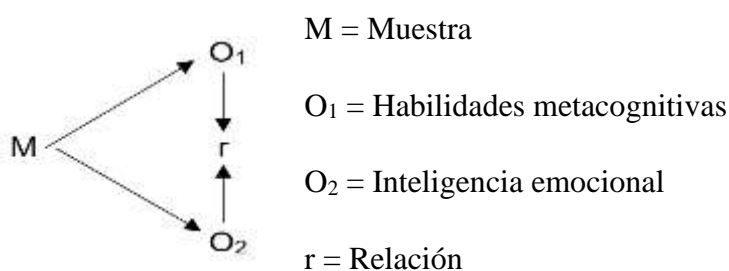 M = Muestra
O₁
O₁ = Habilidades metacognitivas
M
r
O₂ = Inteligencia emocional
O₂
r = Relación